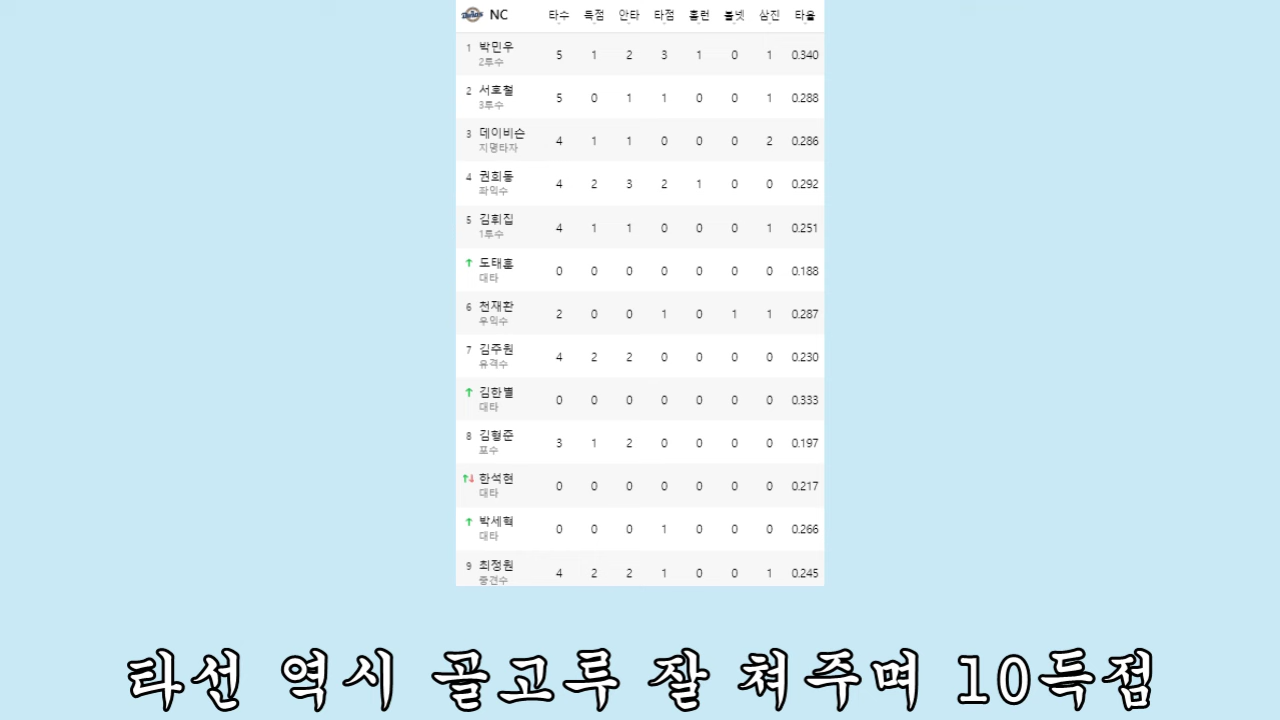 NC 타수 득점 안타 타점 홈런 볼넷 삼진 타율
1 박민우 5 1 2 3 1 0 1 0.340
2루수
2 서호철 5 0 1 1 0 0 1 0.288
3루수
3 데이비슨 4 1 1 0 0 0 2 0.286
지명타자
4 권희동 4 2 3 2 1 0 0 0.292
좌익수
5 김휘집 4 1 1 0 0 0 1 0.251
1루수
↑ 도태훈 0 0 0 0 0 0 0 0.188
대타
6 천재환 2 0 0 1 0 1 1 0.287
우익수
7 김주원 4 2 2 0 0 0 0 0.230
유격수
↑ 김한별 0 0 0 0 0 0 0 0.333
대타
8 김형준 3 1 2 0 0 0 0 0.197
포수
↑↓ 한석현 0 0 0 0 0 0 0 0.217
대타
↑ 박세혁 0 0 0 1 0 0 0 0.266
대타
9 최정원 4 2 2 1 0 0 1 0.245
중견수
타선 역시 골고루 잘 쳐주며 10득점